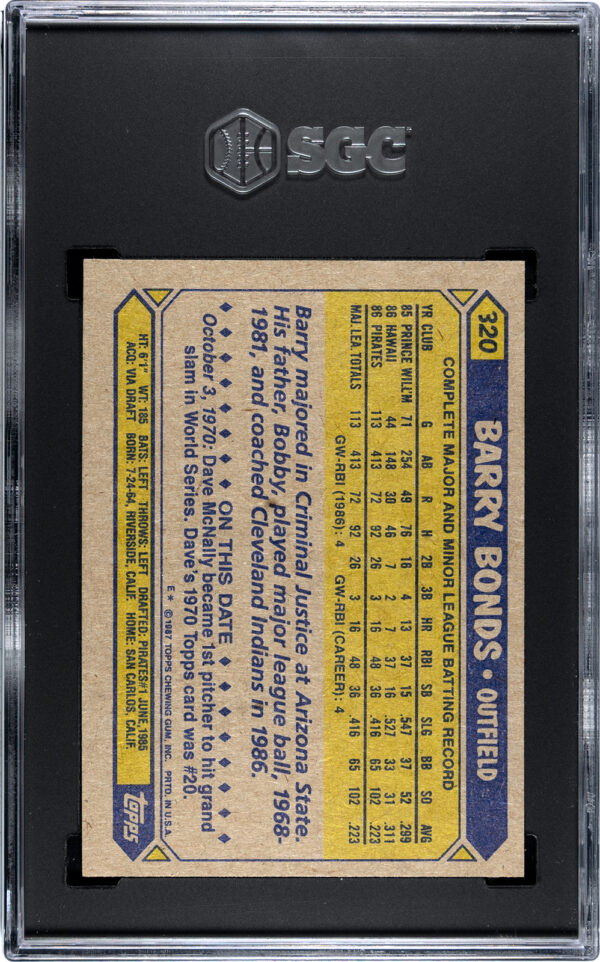 SGC
320 BARRY BONDS • OUTFIELD
COMPLETE MAJOR AND MINOR LEAGUE BATTING RECORD
YR CLUB G AB R H 2B 3B HR RBI SB SLG BB SO AVG
85 PRINCE WILL'M 71 254 49 76 16 4 13 37 15 .547 37 52 .299
86 HAWAII 44 148 30 46 7 2 7 37 16 .527 33 31 .311
86 PIRATES 113 413 72 92 26 3 16 48 36 .416 65 102 .223
MAJ. LEA. TOTALS 113 413 72 92 26 3 16 48 36 .416 65 102 .223
GW-RBI (1986): 4 GW-RBI (CAREER): 4
Barry majored in Criminal Justice at Arizona State.
His father, Bobby, played major league ball, 1968-
1981, and coached Cleveland Indians in 1986.
♦ ♦ ♦ ♦ ♦ ♦ ♦ ♦ ON THIS DATE ♦ ♦ ♦ ♦ ♦ ♦ ♦ ♦
October 3, 1970: Dave McNally became 1st pitcher to hit grand
slam in World Series. Dave's 1970 Topps card was #20.
E* © 1987 TOPPS CHEWING GUM, INC. PRTD. IN U.S.A.
HT: 6'1" WT: 185 BATS: LEFT THROWS: LEFT DRAFTED: PIRATES#1 JUNE, 1985
ACQ: VIA DRAFT BORN: 7-24-64, RIVERSIDE, CALIF. HOME: SAN CARLOS, CALIF.
topps